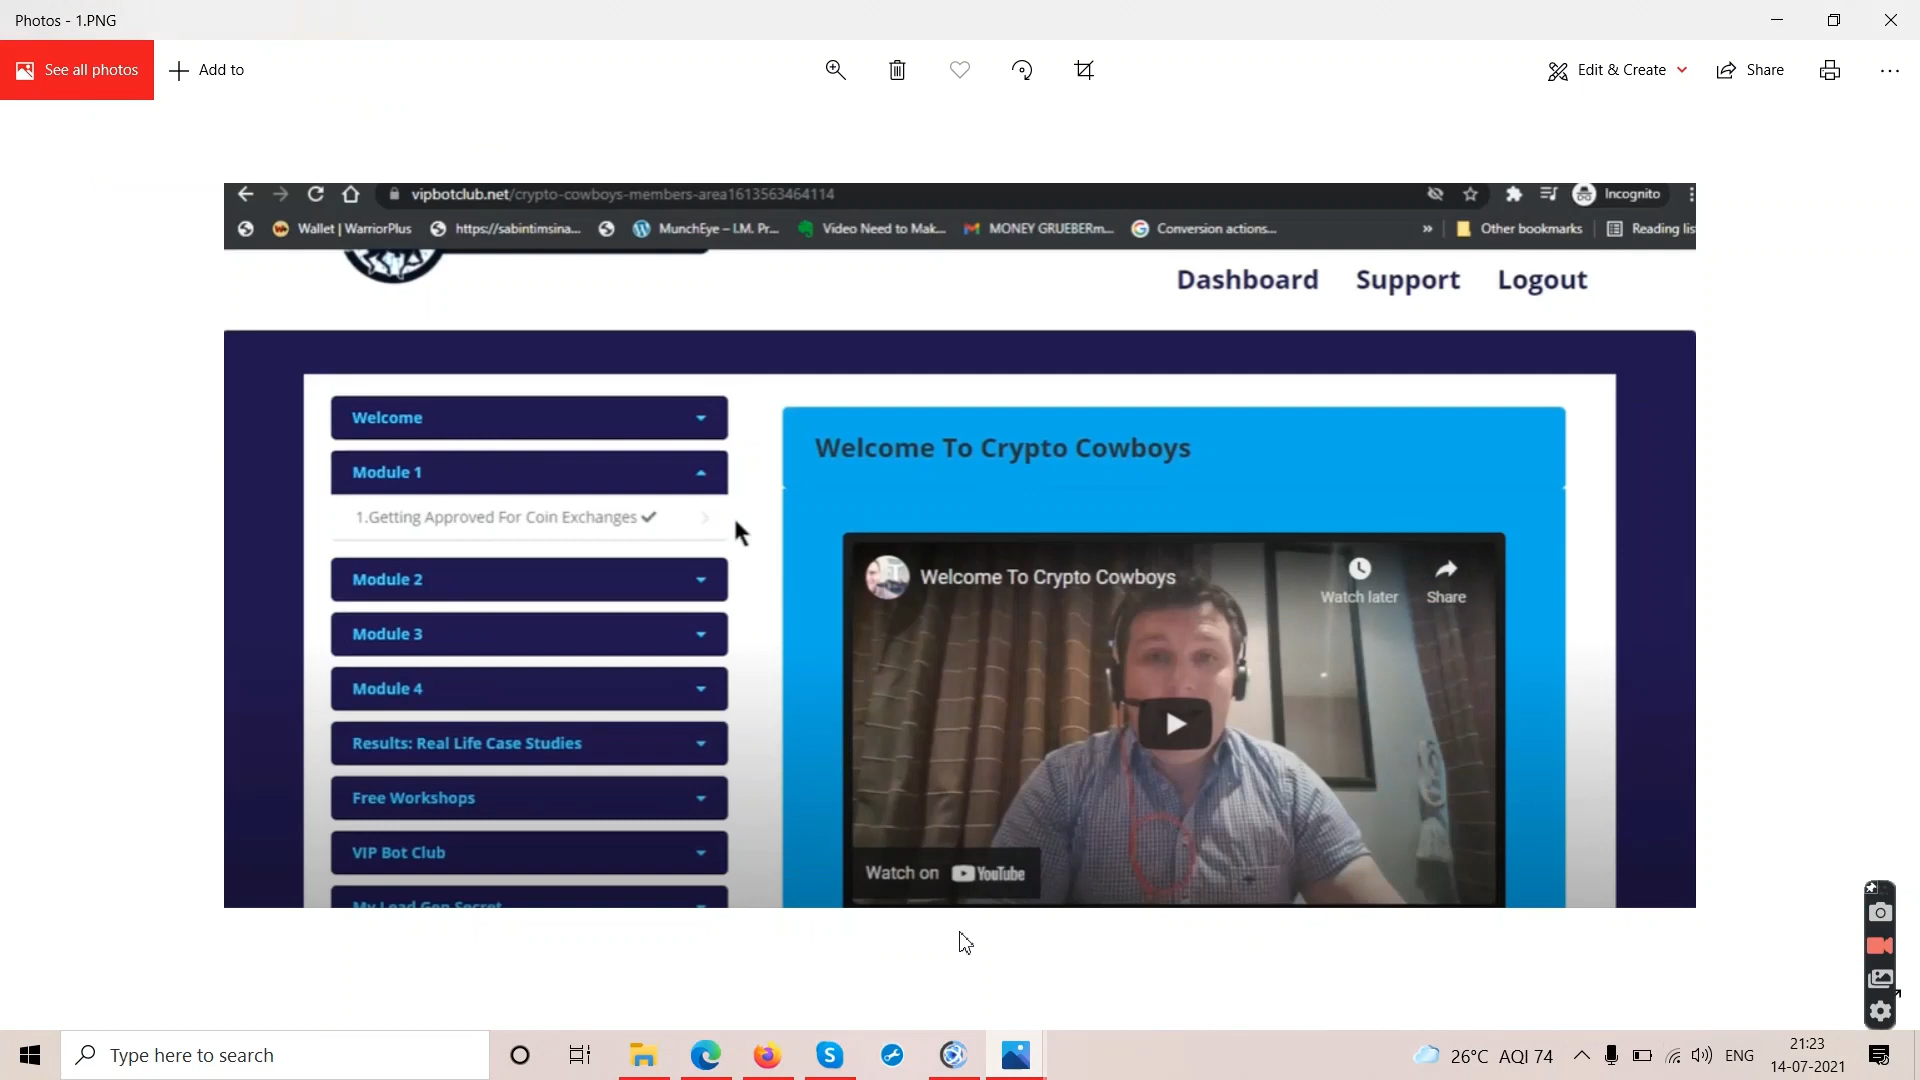 Photos - 1.PNG
See all photos
Add to
Edit & Create
Share
vipbotclub.net/crypto-cowboys-members-area1613563464114
Incognito
Wallet | WarriorPlus
https://sabintimsina...
MunchEye – I.M. Pr...
Video Need to Mak...
MONEY GRUEBERm...
Conversion actions...
»
Other bookmarks
Reading lis
Dashboard
Support
Logout
Welcome
Module 1
1.Getting Approved For Coin Exchanges
Module 2
Module 3
Module 4
Results: Real Life Case Studies
Free Workshops
VIP Bot Club
My Lead Gen Secret
Welcome To Crypto Cowboys
Welcome To Crypto Cowboys
Watch later
Share
Watch on YouTube
Type here to search
26°C AQI 74
ENG
21:23
14-07-2021